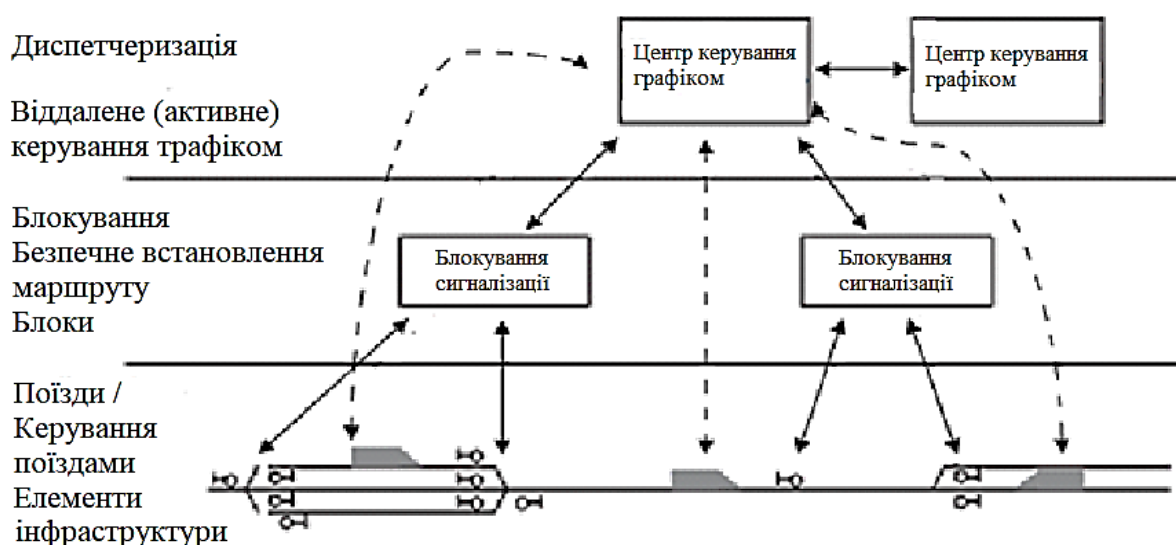 Диспетчеризація
Віддалене (активне)
керування трафіком
Центр керування
графіком
Центр керування
графіком
Блокування
Безпечне встановлення
маршруту
Блоки
Блокування
сигналізації
Блокування
сигналізації
Поїзди /
Керування
поїздами
Елементи
інфраструктури